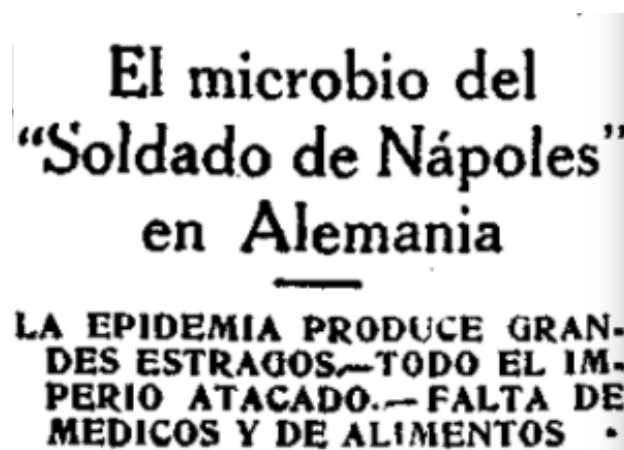 El microbio del
“Soldado de Nápoles”
en Alemania
LA EPIDEMIA PRODUCE GRAN-
DES ESTRAGOS.—TODO EL IM-
PERIO ATACADO.—FALTA DE
MEDICOS Y DE ALIMENTOS